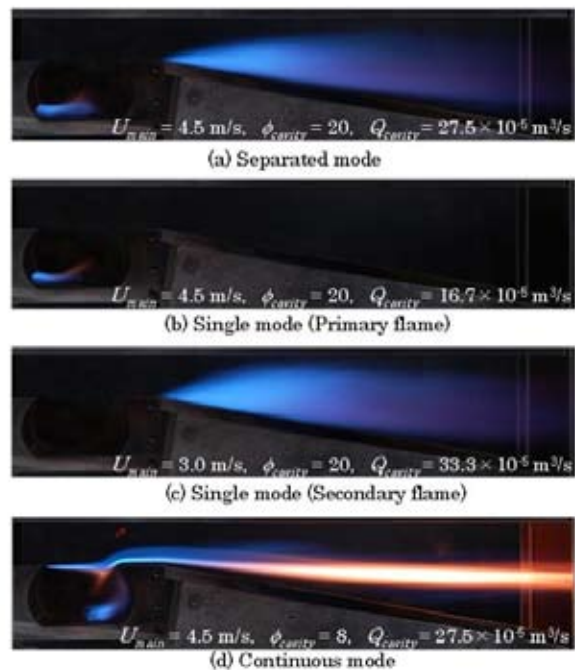 U_main = 4.5 m/s, ϕ_cavity = 20, Q_cavity = 27.5 × 10⁻⁵ m³/s
(a) Separated mode
U_main = 4.5 m/s, ϕ_cavity = 20, Q_cavity = 16.7 × 10⁻⁵ m³/s
(b) Single mode (Primary flame)
U_main = 3.0 m/s, ϕ_cavity = 20, Q_cavity = 33.3 × 10⁻⁵ m³/s
(c) Single mode (Secondary flame)
U_main = 4.5 m/s, ϕ_cavity = 8, Q_cavity = 27.5 × 10⁻⁵ m³/s
(d) Continuous mode